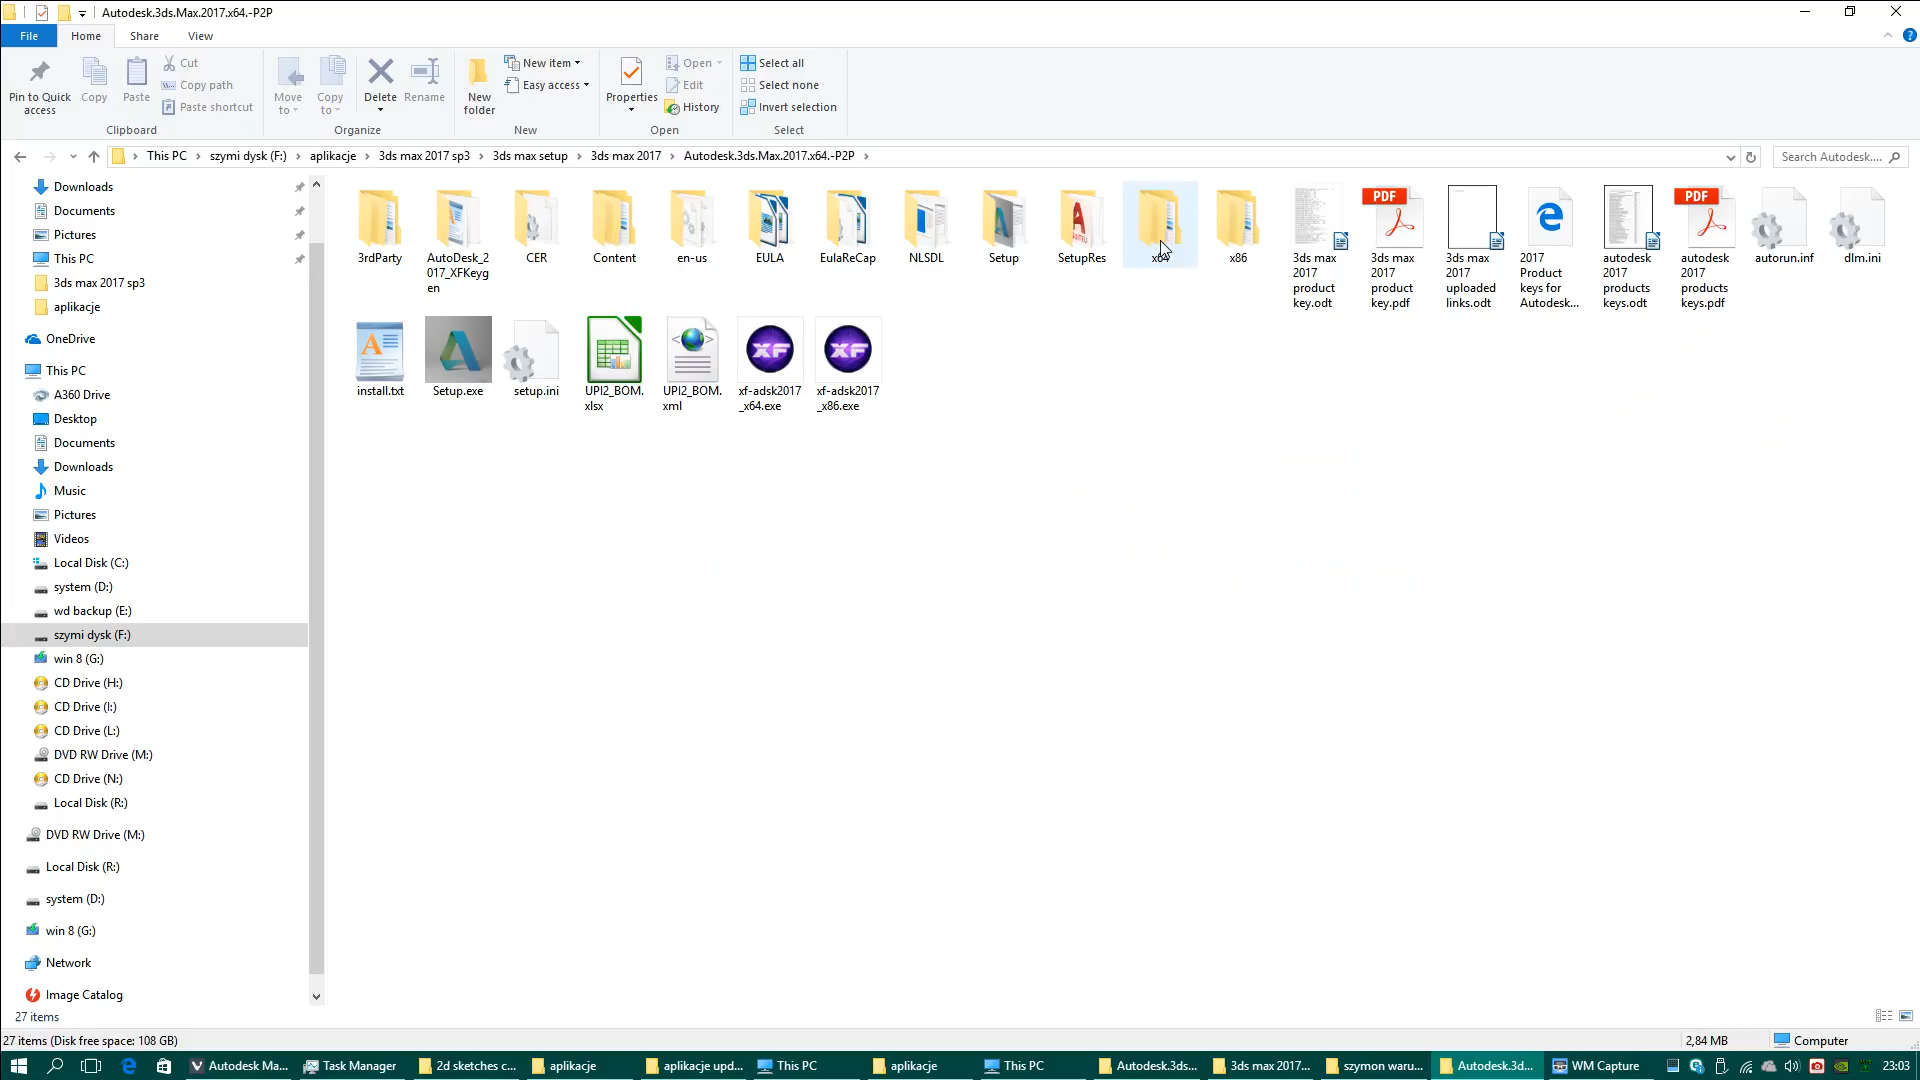 Autodesk.3ds.Max.2017.x64.-P2P
File Home Share View
Pin to Quick access
Copy
Paste
Cut
Copy path
Paste shortcut
Clipboard
Move to
Copy to
Delete
Rename
Organize
New folder
New item
Easy access
New
Properties
Open
Edit
History
Open
Select all
Select none
Invert selection
Select
This PC > szymi dysk (F:) > aplikacje > 3ds max 2017 sp3 > 3ds max setup > 3ds max 2017 > Autodesk.3ds.Max.2017.x64.-P2P >
Search Autodesk....
Downloads
Documents
Pictures
This PC
3ds max 2017 sp3
aplikacje
OneDrive
This PC
A360 Drive
Desktop
Documents
Downloads
Music
Pictures
Videos
Local Disk (C:)
system (D:)
wd backup (E:)
szymi dysk (F:)
win 8 (G:)
CD Drive (H:)
CD Drive (I:)
CD Drive (L:)
DVD RW Drive (M:)
CD Drive (N:)
Local Disk (R:)
DVD RW Drive (M:)
Local Disk (R:)
system (D:)
win 8 (G:)
Network
Image Catalog
3rdParty
AutoDesk_2
017_XFKeyg
en
CER
Content
en-us
EULA
EulaReCap
NLSDL
Setup
SetupRes
x86
3ds max
2017
product
key.odt
PDF
3ds max
2017
product
key.pdf
3ds max
2017
uploaded
links.odt
2017
Product
keys for
Autodesk...
autodesk
2017
products
keys.odt
PDF
autodesk
2017
products
keys.pdf
autorun.inf
dlm.ini
install.txt
Setup.exe
setup.ini
UPI2_BOM.
xlsx
UPI2_BOM.
xml
XF
xf-adsk2017
_x64.exe
XF
xf-adsk2017
_x86.exe
27 items
27 items (Disk free space: 108 GB)
2,84 MB
Computer
Autodesk Ma...
Task Manager
2d sketches c...
aplikacje
aplikacje upd...
This PC
aplikacje
This PC
Autodesk.3ds...
3ds max 2017...
szymon waru...
Autodesk.3d...
WM Capture
23:03